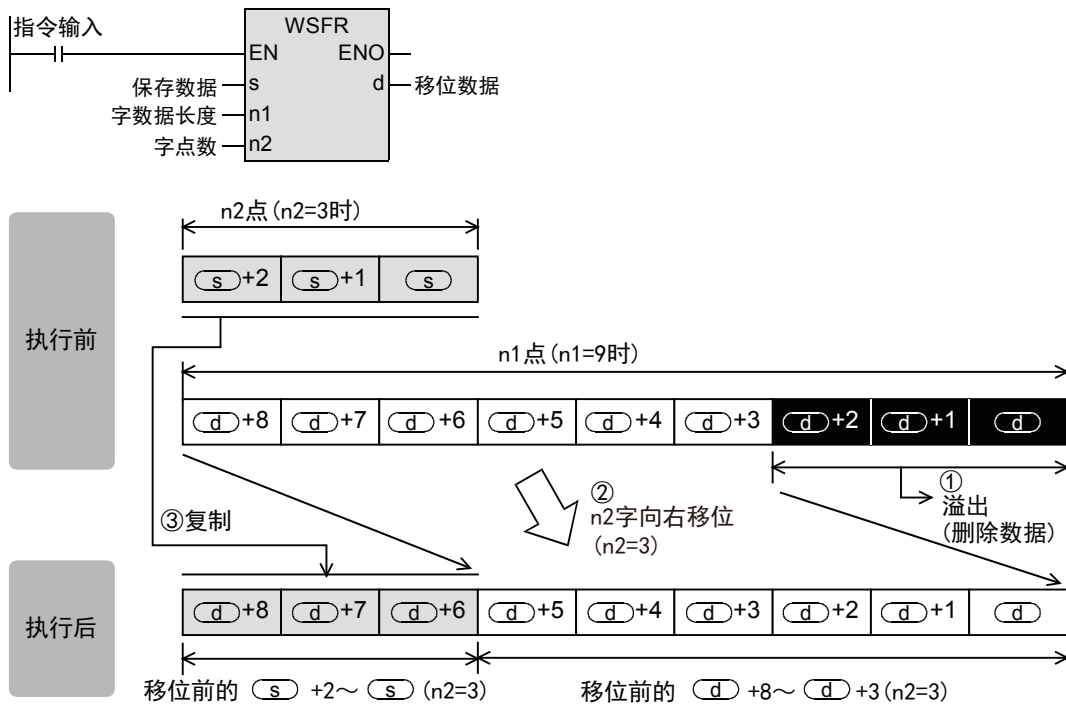 指令输入
WSFR
EN ENO
保存数据 s d 移位数据
字数据长度 n1
字点数 n2
n2点(n2=3时)
s+2 s+1 s
执行前
n1点(n1=9时)
d+8 d+7 d+6 d+5 d+4 d+3 d+2 d+1 d
①
溢出
(删除数据)
②
n2字向右移位
(n2=3)
③复制
执行后
d+8 d+7 d+6 d+5 d+4 d+3 d+2 d+1 d
移位前的 s +2～ s (n2=3) 移位前的 d +8～ d +3(n2=3)